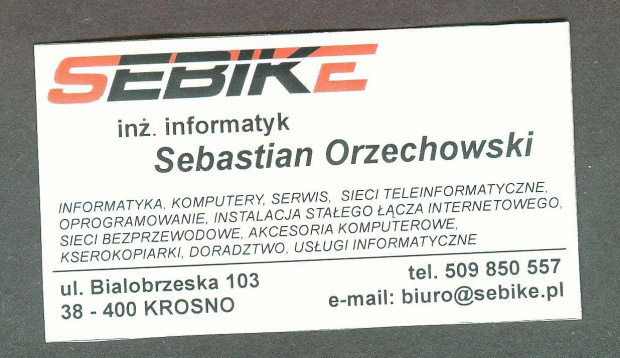 SEBIKE
inż. informatyk
Sebastian Orzechowski
INFORMATYKA, KOMPUTERY, SERWIS, SIECI TELEINFORMATYCZNE,
OPROGRAMOWANIE, INSTALACJA STAŁEGO ŁĄCZA INTERNETOWEGO,
SIECI BEZPRZEWODOWE, AKCESORIA KOMPUTEROWE,
KSEROKOPIARKI, DORADZTWO, USŁUGI INFORMATYCZNE
ul. Bialobrzeska 103
38 - 400 KROSNO
tel. 509 850 557
e-mail: biuro@sebike.pl